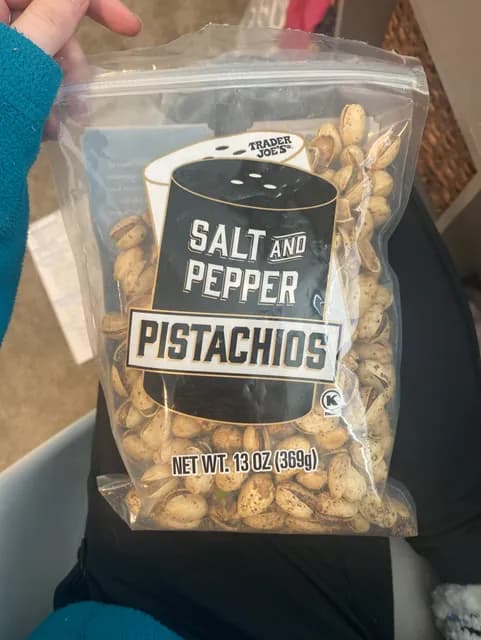 TRADER
JOE'S
SALT AND
PEPPER
PISTACHIOS
K
NET WT. 13 OZ (369g)